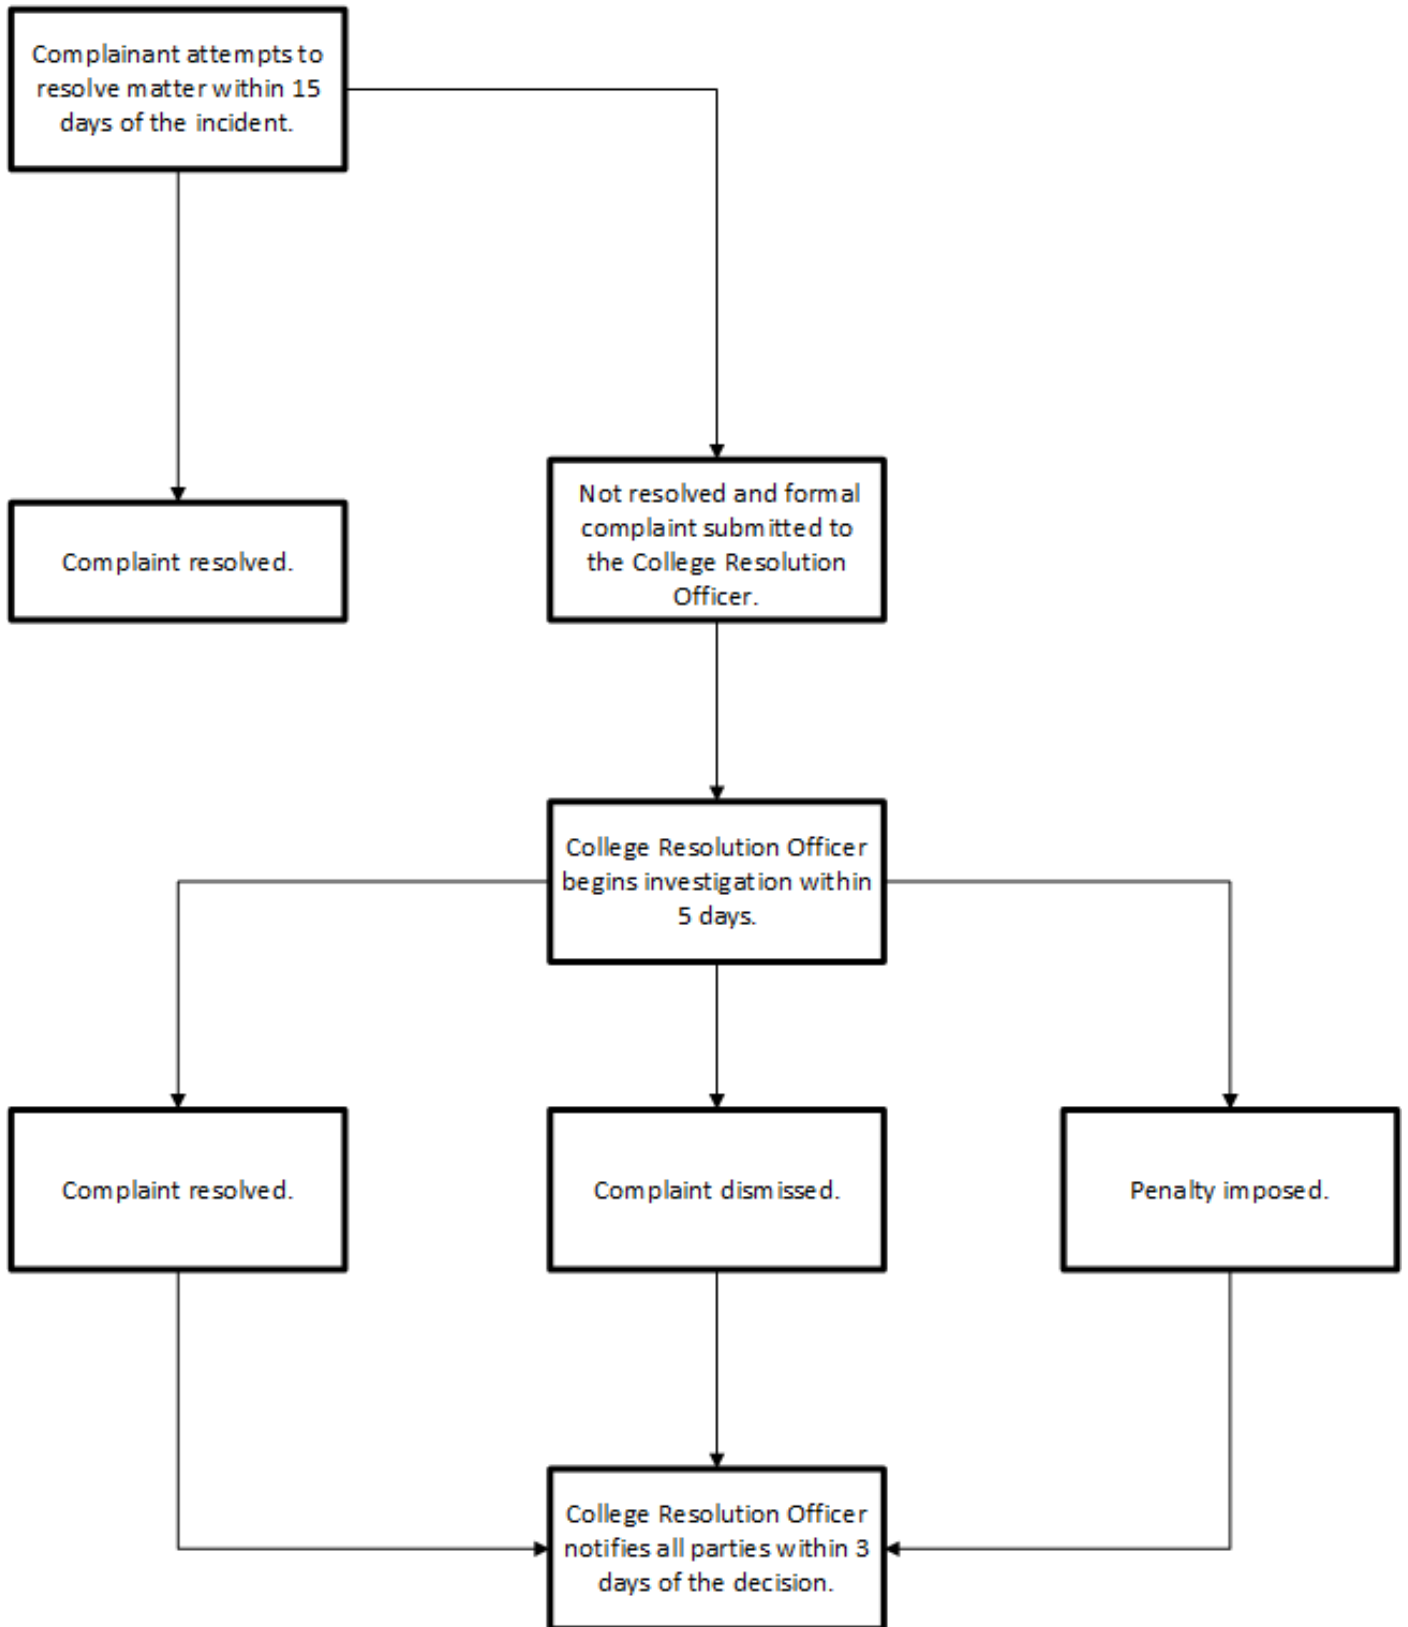 Complainant attempts to
resolve matter within 15
days of the incident.
Complaint resolved.
Not resolved and formal
complaint submitted to
the College Resolution
Officer.
College Resolution Officer
begins investigation within
5 days.
Complaint resolved.
Complaint dismissed.
Penalty imposed.
College Resolution Officer
notifies all parties within 3
days of the decision.